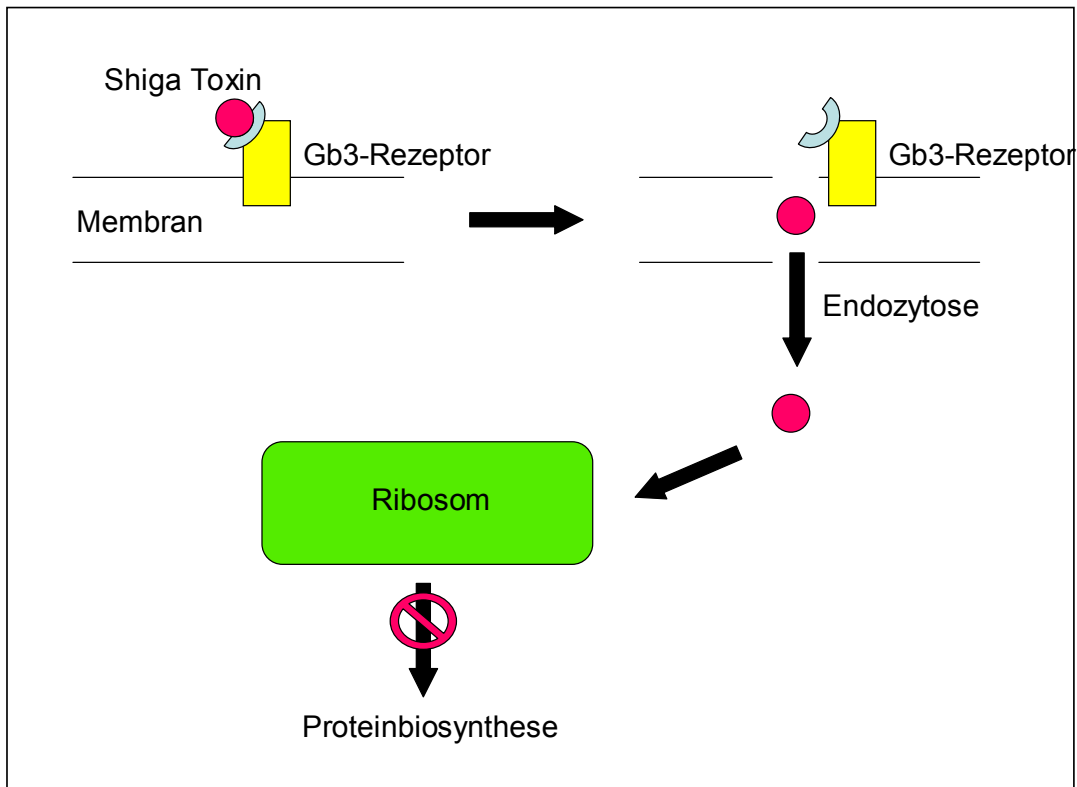 Shiga Toxin
Gb3-Rezeptor
Gb3-Rezeptor
Membran
Endozytose
Ribosom
Proteinbiosynthese